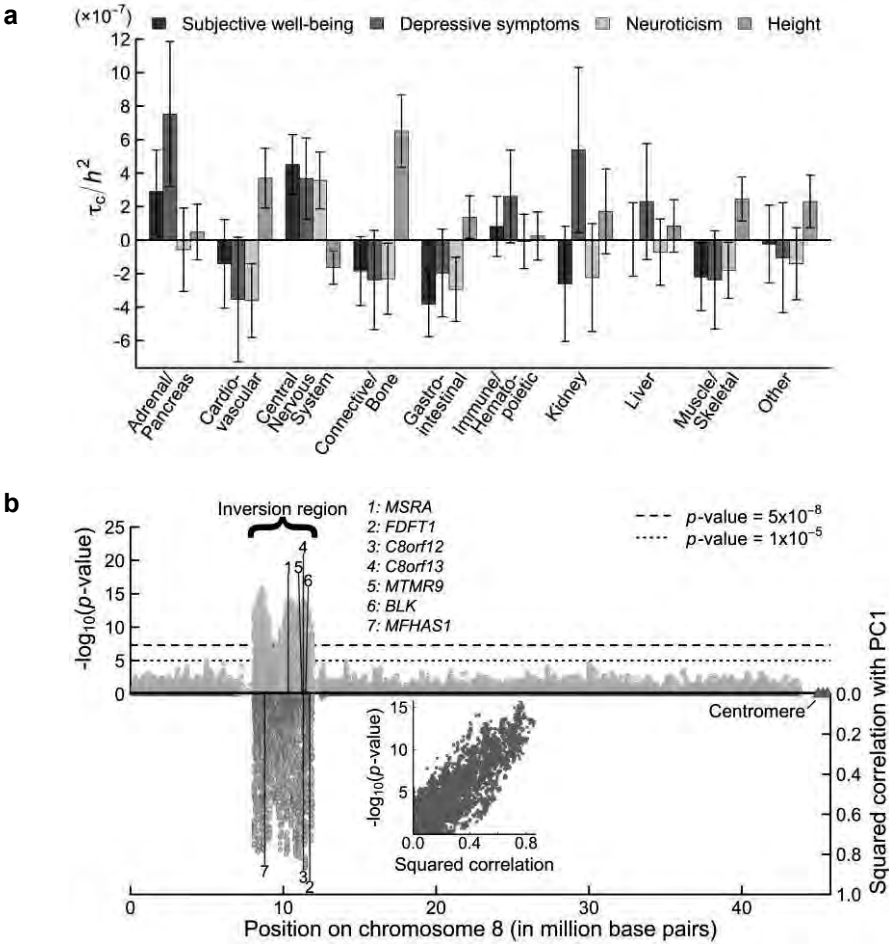 a
(×10⁻⁷)
Subjective well-being
Depressive symptoms
Neuroticism
Height
12
10
8
6
4
2
0
-2
-4
-6
τc/h²
Adrenal/
Pancreas
Cardio-
vascular
Central
Nervous
System
Connective/
Bone
Gastro-
intestinal
Immune/
Hemato-
poietic
Kidney
Liver
Muscle/
Skeletal
Other
b
Inversion region
1: MSRA
2: FDFT1
3: C8orf12
4: C8orf13
5: MTMR9
6: BLK
7: MFHAS1
p-value = 5x10⁻⁸
p-value = 1x10⁻⁵
25
20
15
10
5
0
-log₁₀(p-value)
4
1
5
6
7
3
2
Centromere
0.0
0.2
0.4
0.6
0.8
1.0
Squared correlation with PC1
15
10
5
-log₁₀(p-value)
0.0
0.4
0.8
Squared correlation
0
10
20
30
40
Position on chromosome 8 (in million base pairs)